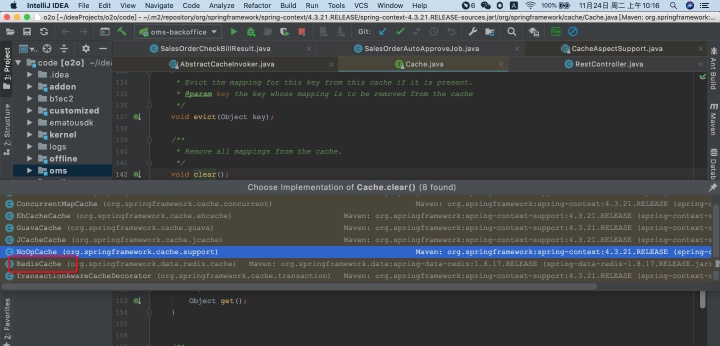 IntelliJ IDEA File Edit View Navigate Code Analyze Refactor Build Run Tools VCS Window 6 11月24日 周二 上午10:16
o2o [~/IdeaProjects/o2o/code] - ~/.m2/repository/org/springframework/spring-context/4.3.21.RELEASE/spring-context-4.3.21.RELEASE-sources.jar!/org/springframework/cache/Cache.java [Maven: org.springframework...
oms-backoffice Git:
SalesOrderCheckBillResult.java SalesOrderAutoApproveJob.java CacheAspectSupport.java
AbstractCacheInvoker.java Cache.java RestController.java
1: Project
7: Structure
2: Favorites
code [o2o]
.idea
addon
b1ec2
customized
ematousdk
kernel
logs
offline
oms
134 * Evict the mapping for this key from this cache if it is present.
135 * @param key the key whose mapping is to be removed from the cache
136 */
137 void evict(Object key);
138
139 /**
140 * Remove all mappings from the cache.
141 */
142 void clear();
Choose Implementation of Cache.clear() (8 found)
ConcurrentMapCache (org.springframework.cache.concurrent) Maven: org.springframework:spring-context:4.3.21.RELEASE (spring-c
EhCacheCache (org.springframework.cache.ehcache) Maven: org.springframework:spring-context-support:4.3.21.RELEASE (spring-c
GuavaCache (org.springframework.cache.guava) Maven: org.springframework:spring-context-support:4.3.21.RELEASE (spring-c
JCacheCache (org.springframework.cache.jcache) Maven: org.springframework:spring-context-support:4.3.21.RELEASE (spring-c
NoOpCache (org.springframework.cache.support) Maven: org.springframework:spring-context:4.3.21.RELEASE (spring-c
RedisCache (org.springframework.data.redis.cache) Maven: org.springframework.data:spring-data-redis:1.8.17.RELEASE (spring-data-redis-1.8.17.RELEASE.jar)
TransactionAwareCacheDecorator (org.springframework.cache.transaction) Maven: org.springframework:spring-context-support:4.3.21.RELEASE (spring-c
153 Object get();
154 }
155
156
Ant Build
Maven
Datab